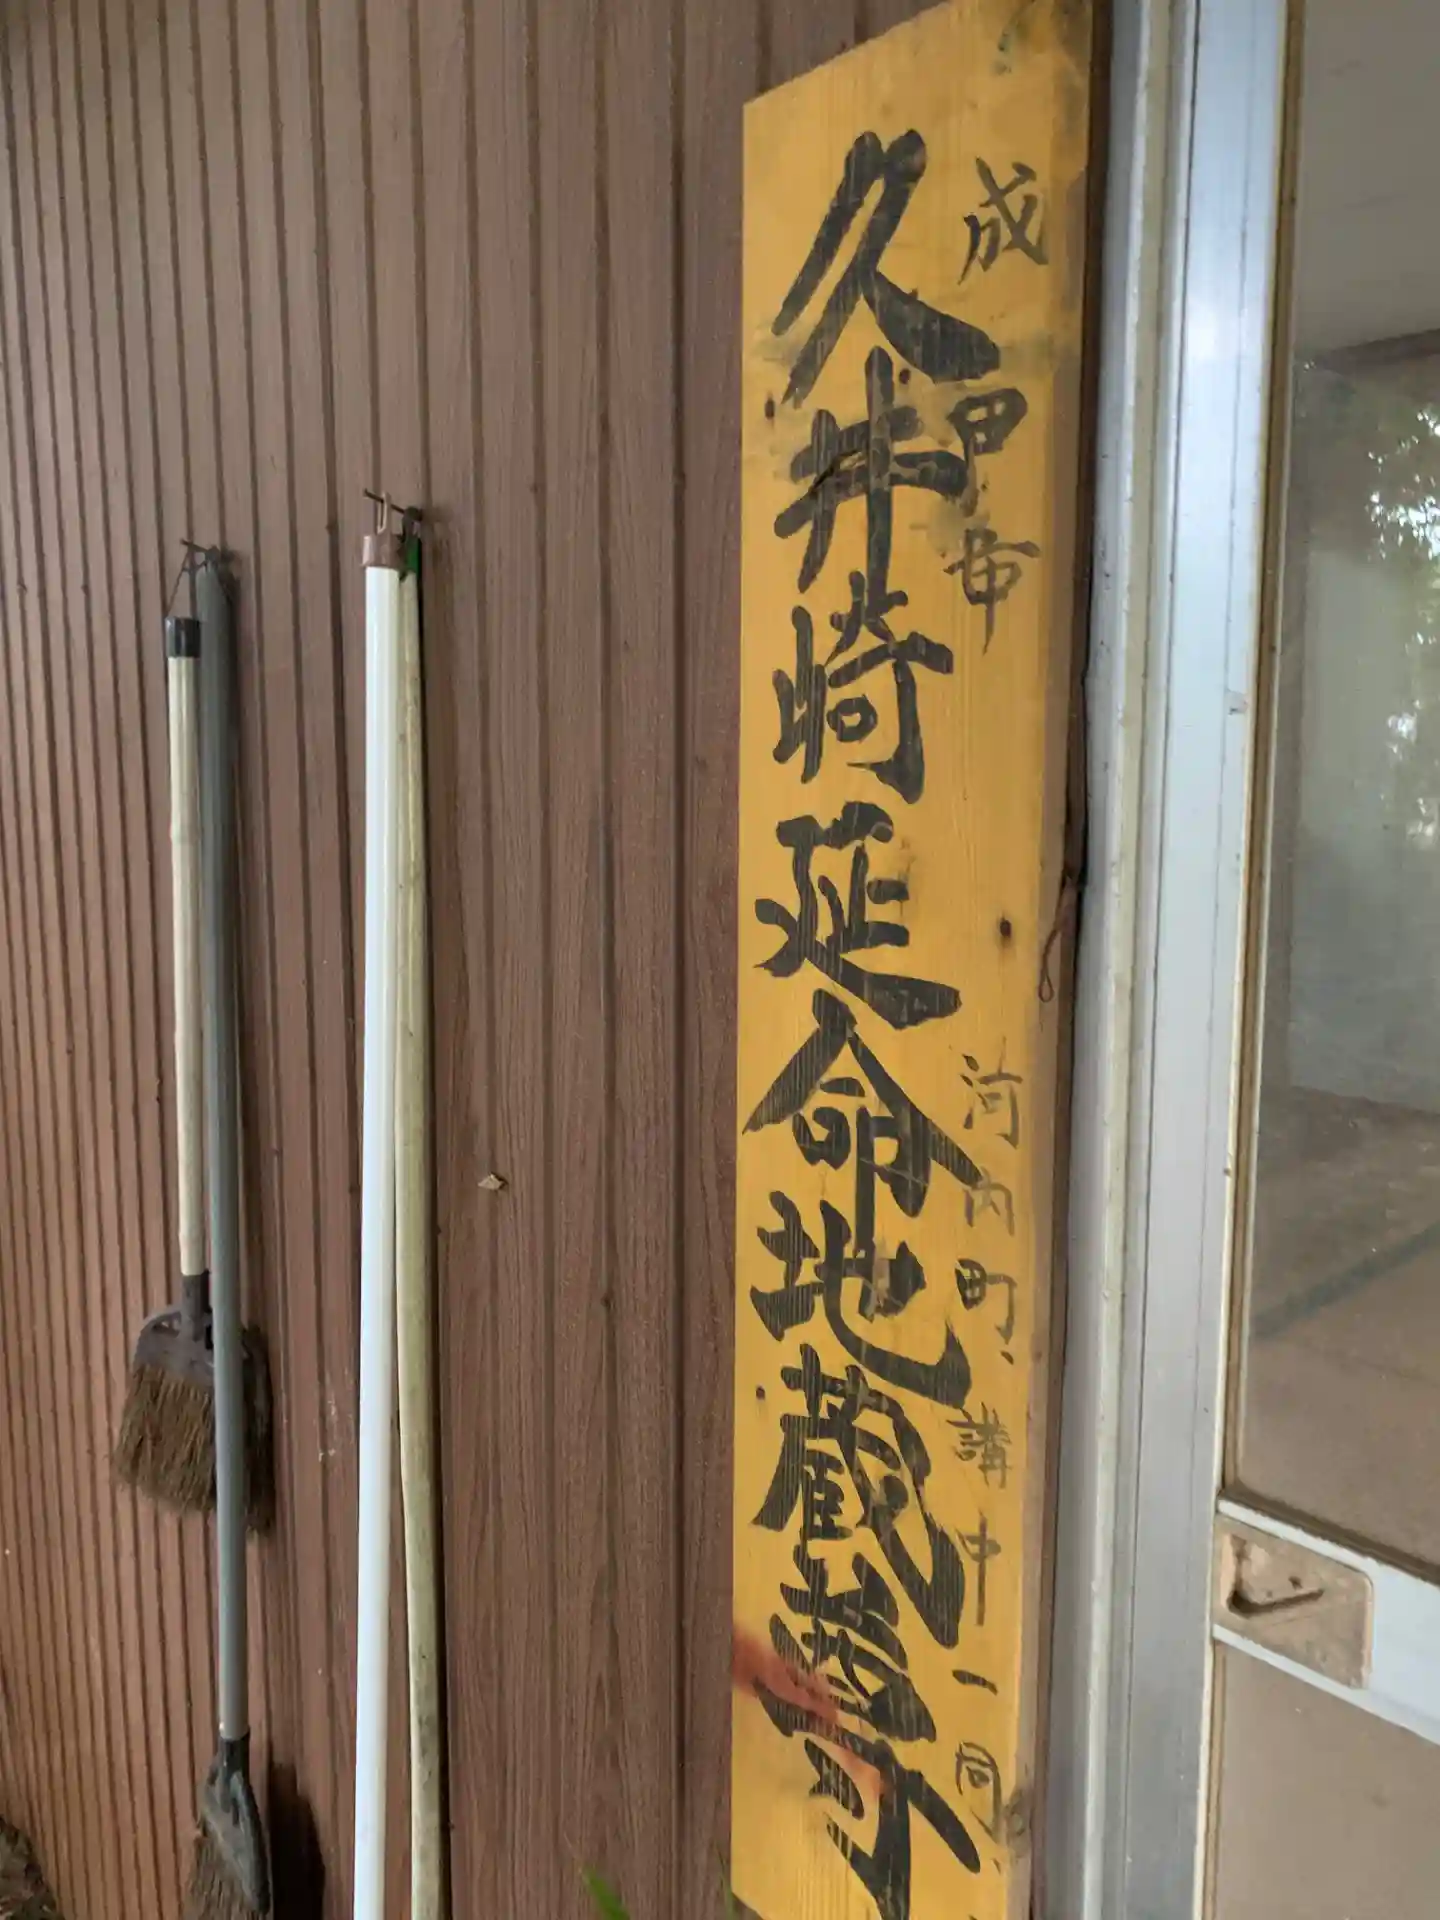 成田市 河内町、講中一同
久井崎延命地蔵尊